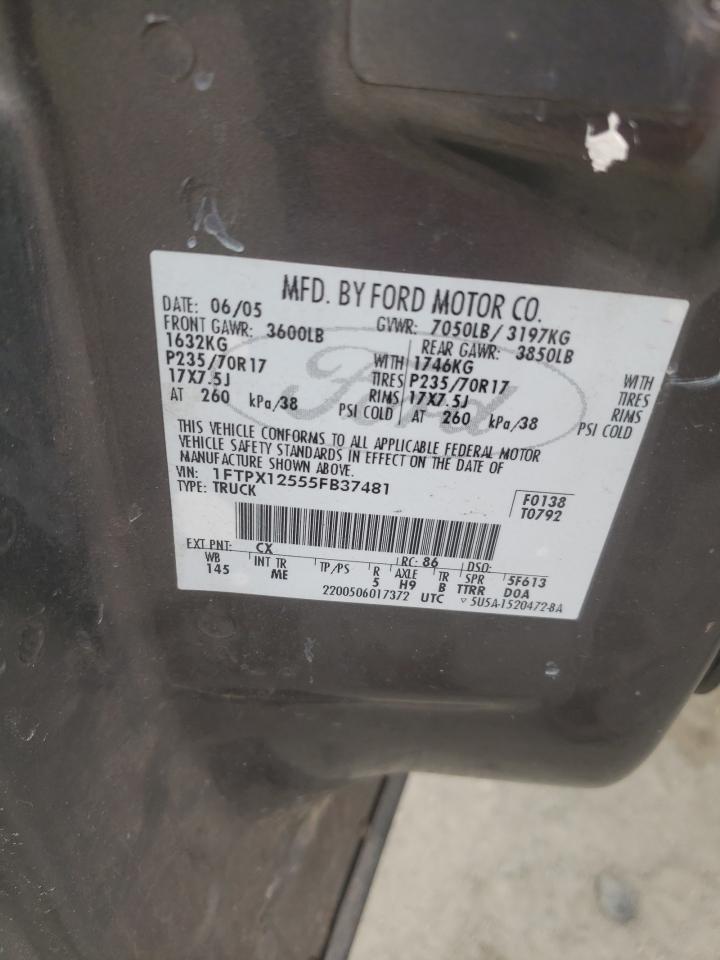 MFD. BY FORD MOTOR CO.
DATE: 06/05 GVWR: 7050LB/ 3197KG
FRONT GAWR: 3600LB REAR GAWR: 3850LB
1632KG WITH 1746KG WITH
P235/70R17 TIRES P235/70R17 TIRES
17X7.5J RIMS 17X7.5J RIMS
AT 260 kPa/38 PSI COLD AT 260 kPa/38 PSI COLD
Ford
THIS VEHICLE CONFORMS TO ALL APPLICABLE FEDERAL MOTOR
VEHICLE SAFETY STANDARDS IN EFFECT ON THE DATE OF
MANUFACTURE SHOWN ABOVE.
VIN: 1FTPX12555FB37481 F0138
TYPE: TRUCK T0792
EXT PNT: CX RC: 86 DSO:
WB INT TR TP/PS R AXLE TR SPR 5F613
145 ME 5 H9 B TTRR D0A
2200506017372 UTC ▽ 5U5A-1520472-BA